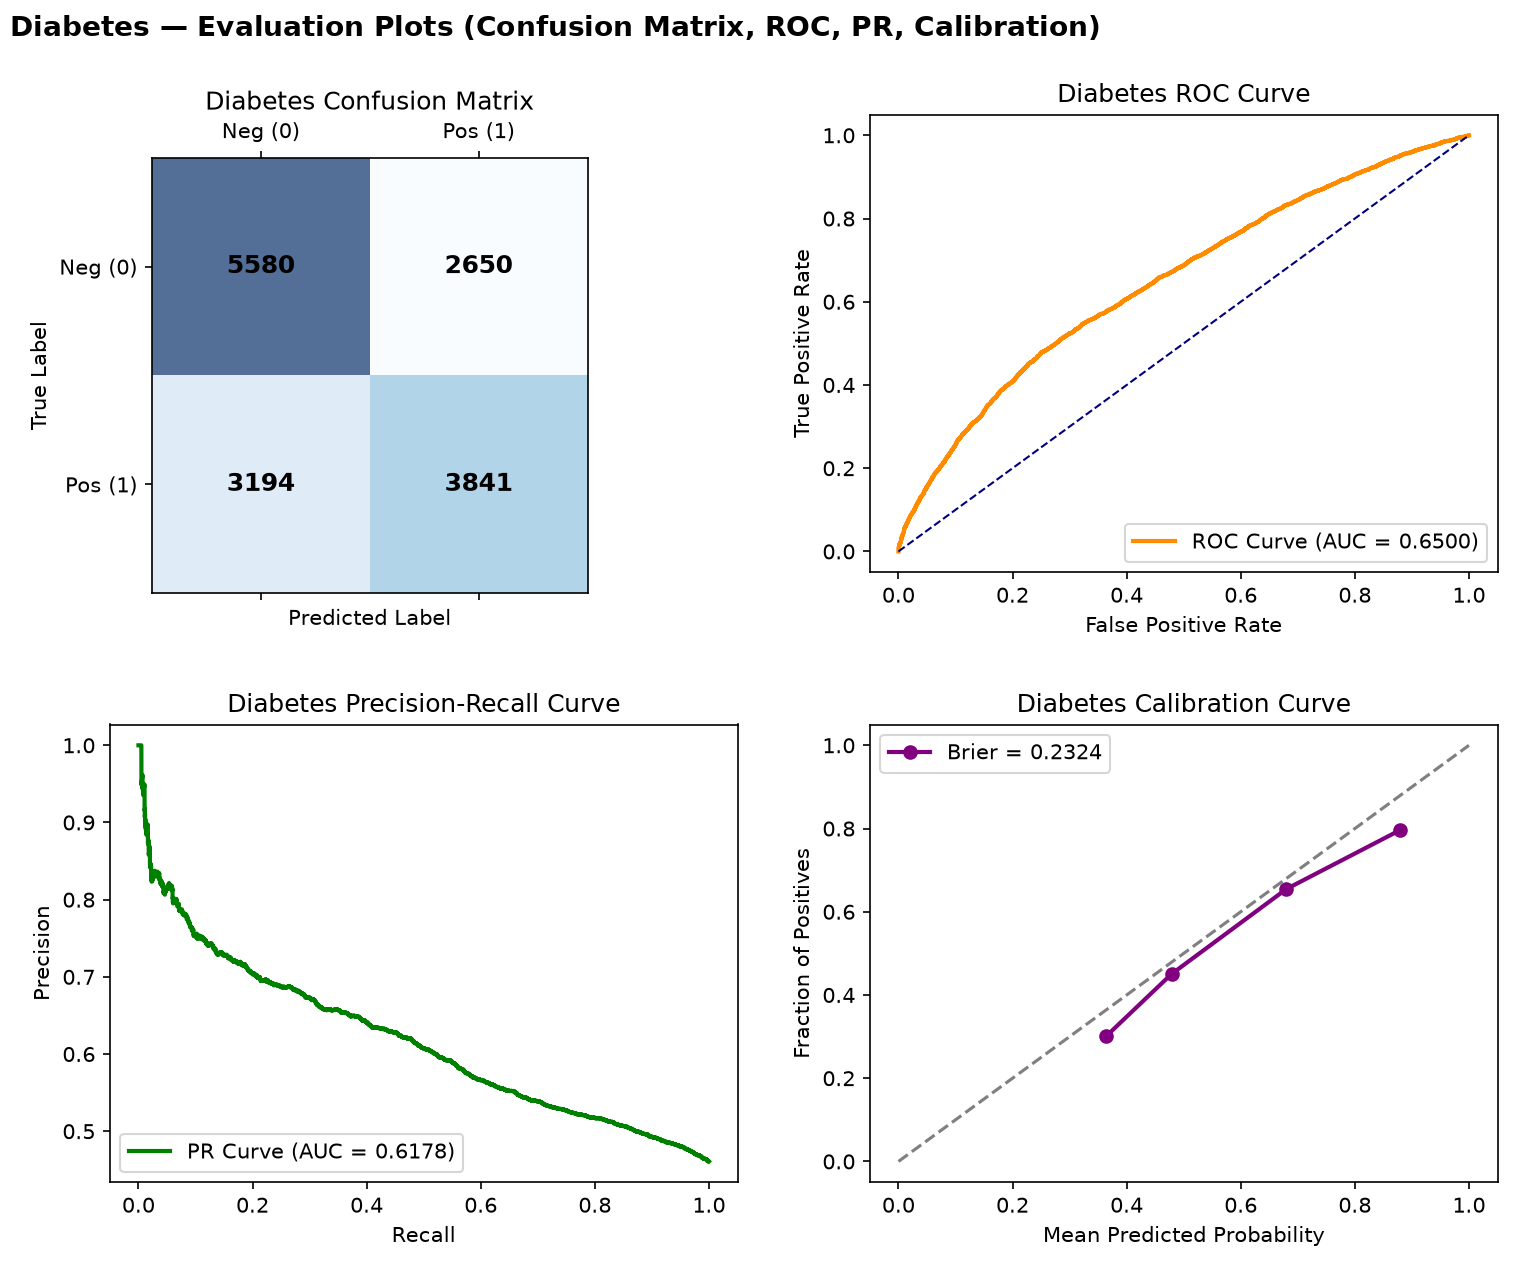 Diabetes — Evaluation Plots (Confusion Matrix, ROC, PR, Calibration)
Diabetes Confusion Matrix
Neg (0) Pos (1)
Neg (0) 5580 2650
True Label
Pos (1) 3194 3841
Predicted Label
Diabetes ROC Curve
1.0
0.8
0.6
0.4
0.2
0.0
True Positive Rate
ROC Curve (AUC = 0.6500)
0.0 0.2 0.4 0.6 0.8 1.0
False Positive Rate
Diabetes Precision-Recall Curve
1.0
0.9
0.8
0.7
0.6
0.5
Precision
PR Curve (AUC = 0.6178)
0.0 0.2 0.4 0.6 0.8 1.0
Recall
Diabetes Calibration Curve
Brier = 0.2324
1.0
0.8
0.6
0.4
0.2
0.0
Fraction of Positives
0.0 0.2 0.4 0.6 0.8 1.0
Mean Predicted Probability